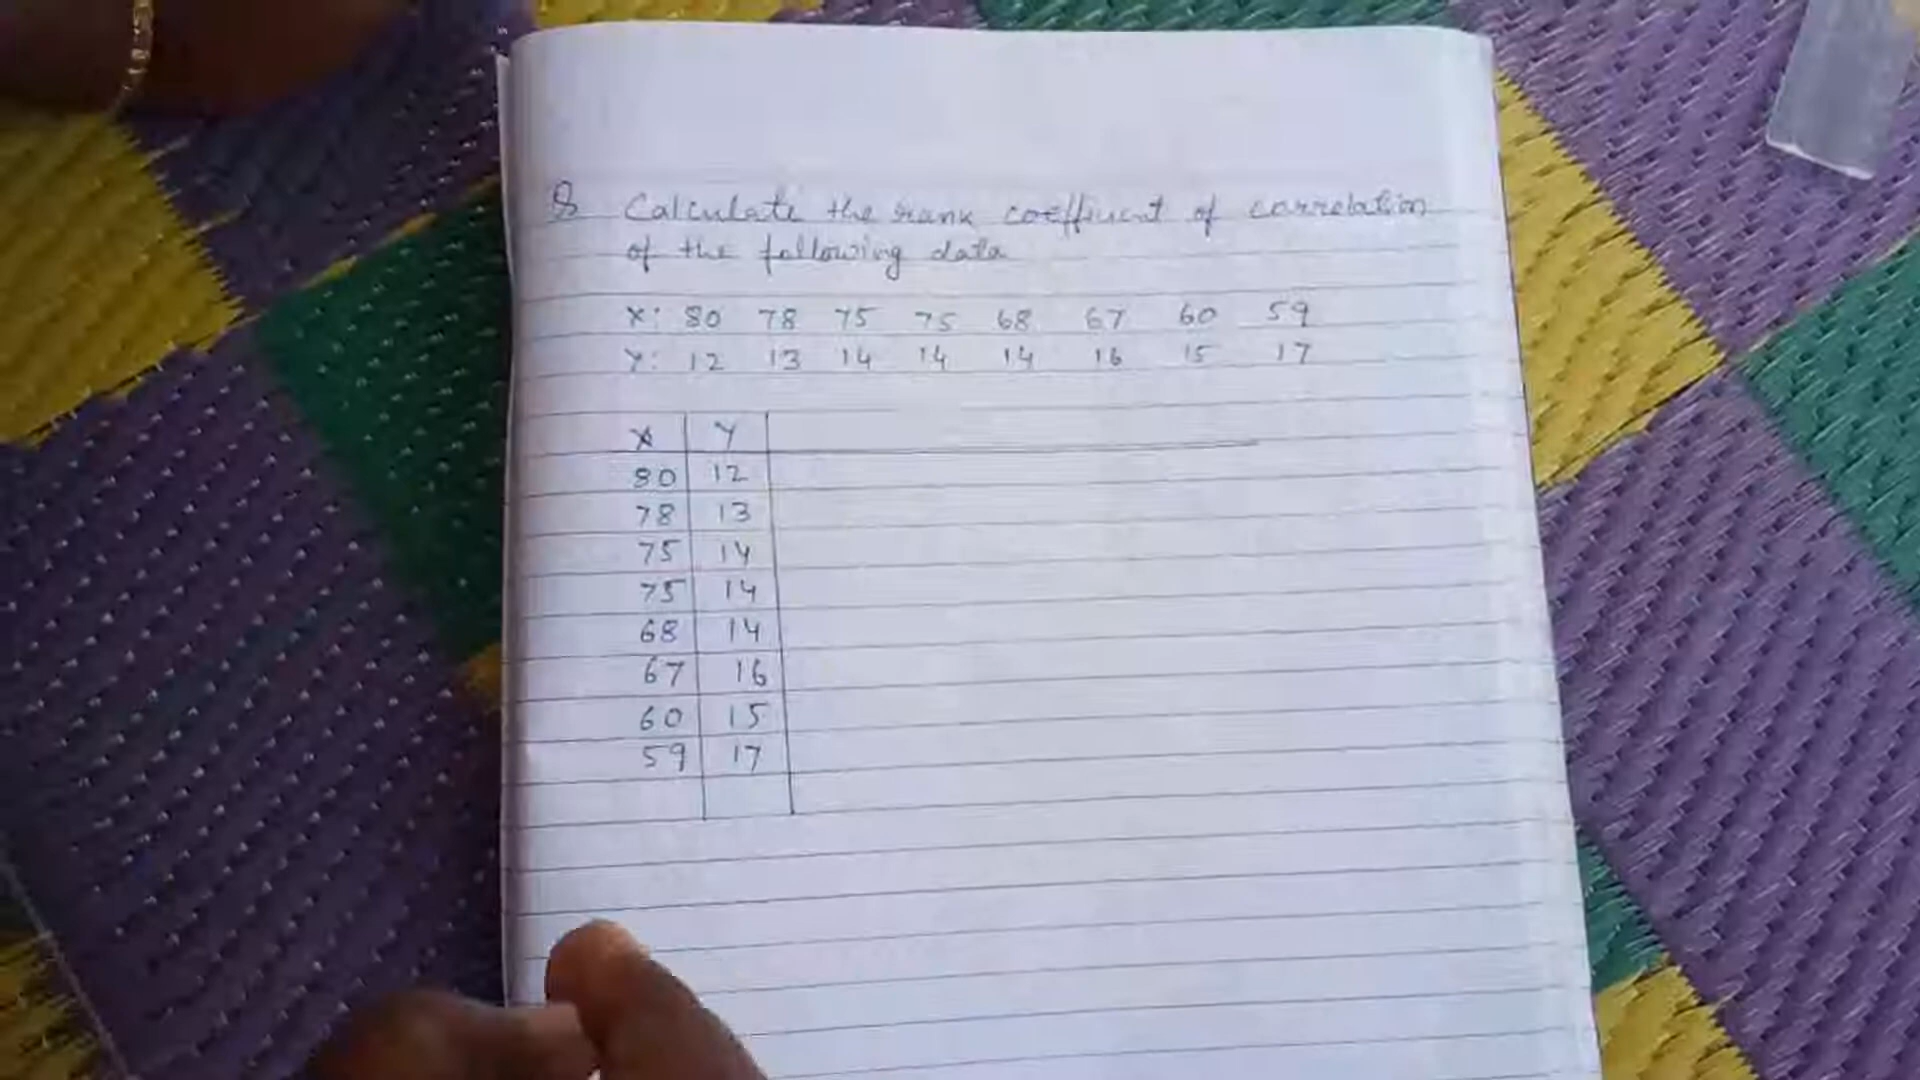 Q Calculate the rank coefficient of correlation
of the following data
X: 80 78 75 75 68 67 60 59
Y: 12 13 14 14 14 16 15 17
X Y
80 12
78 13
75 14
75 14
68 14
67 16
60 15
59 17